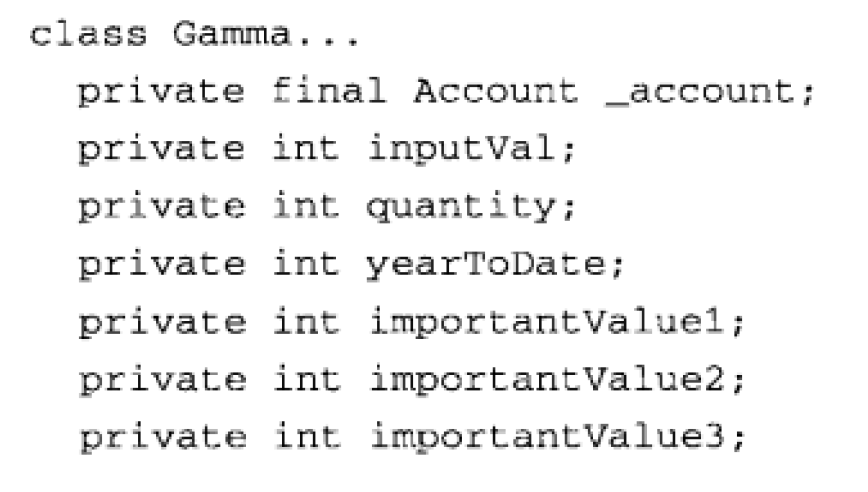 class Gamma...
private final Account _account;
private int inputVal;
private int quantity;
private int yearToDate;
private int importantValue1;
private int importantValue2;
private int importantValue3;